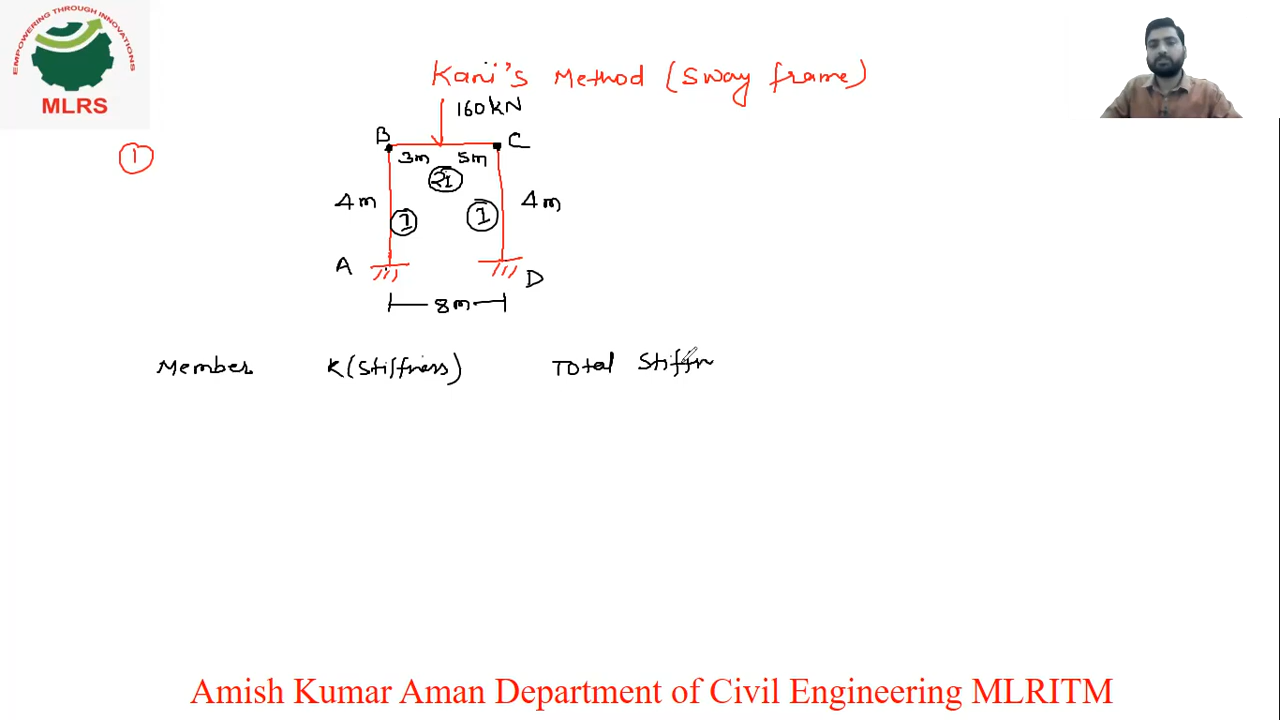 EMPOWERING THROUGH INNOVATIONS
MLRS
Kani's Method (Sway frame)
160kN
1
B
C
3m 5m
2I
4m
4m
I
I
A
D
8m
Member K(Stiffness) Total Stiffn
Amish Kumar Aman Department of Civil Engineering MLRITM